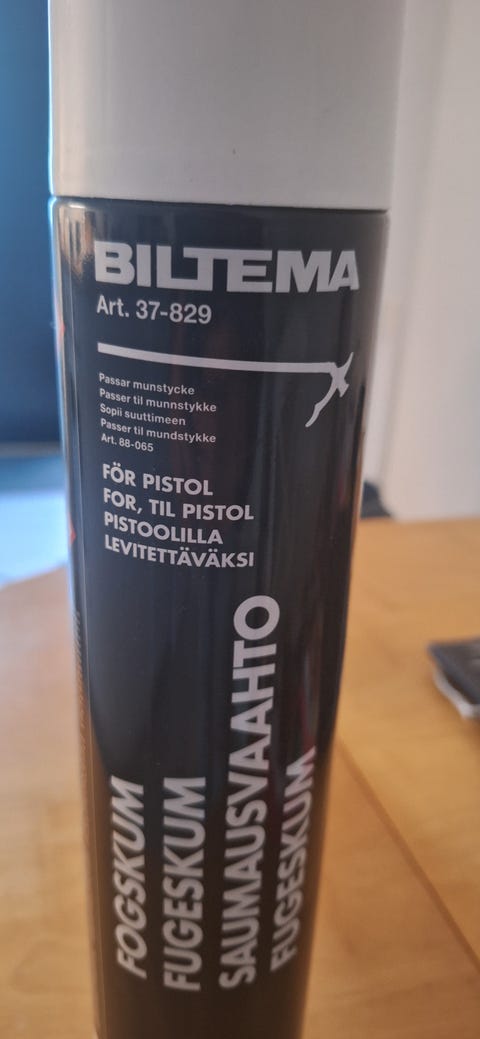 BILTEMA
Art. 37-829
Passar munstycke
Passer til munnstykke
Sopii suuttimeen
Passer til mundstykke
Art. 88-065
FÖR PISTOL
FOR, TIL PISTOL
PISTOOLILLA
LEVITETTÄVÄKSI
FOGSKUM
FUGESKUM
SAUMAUSVAAHTO
FUGESKUM